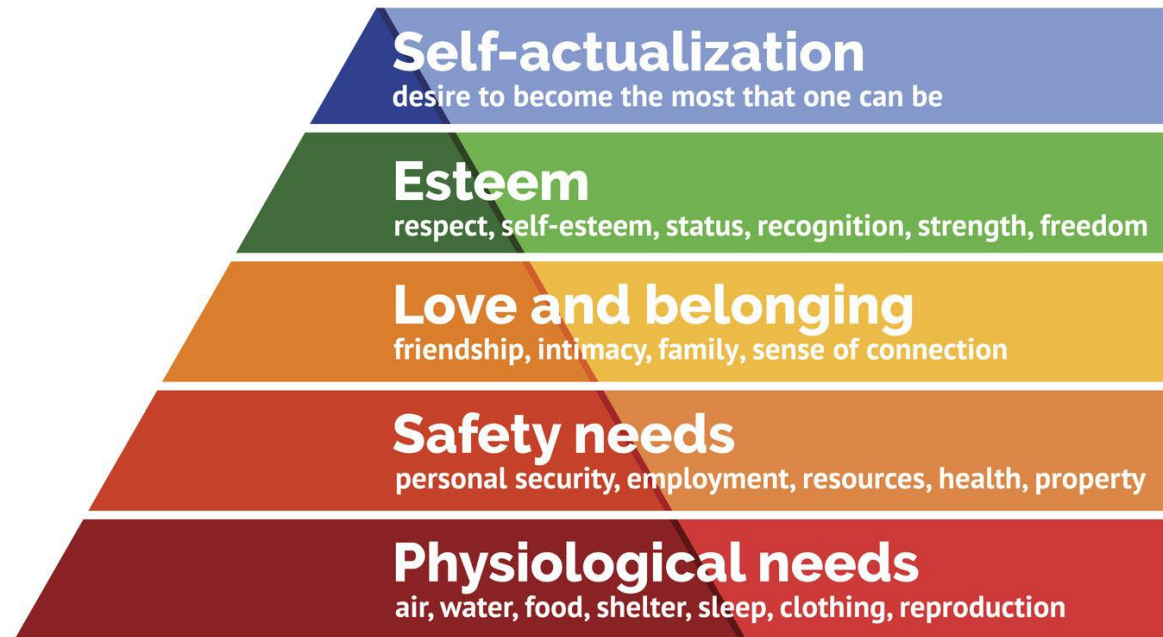 Self-actualization
desire to become the most that one can be
Esteem
respect, self-esteem, status, recognition, strength, freedom
Love and belonging
friendship, intimacy, family, sense of connection
Safety needs
personal security, employment, resources, health, property
Physiological needs
air, water, food, shelter, sleep, clothing, reproduction